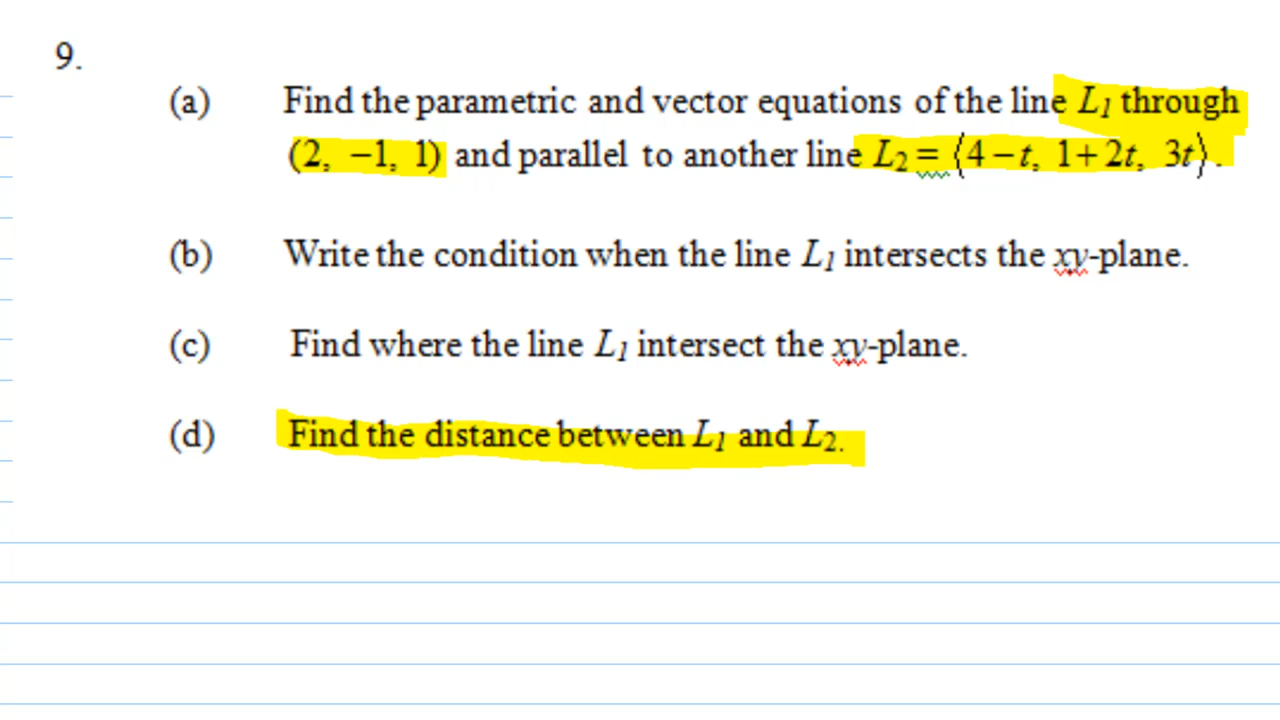 9.
(a) Find the parametric and vector equations of the line L₁ through
(2, −1, 1) and parallel to another line L₂ = ⟨4−t, 1+2t, 3t⟩.
(b) Write the condition when the line L₁ intersects the xy-plane.
(c) Find where the line L₁ intersect the xy-plane.
(d) Find the distance between L₁ and L₂.